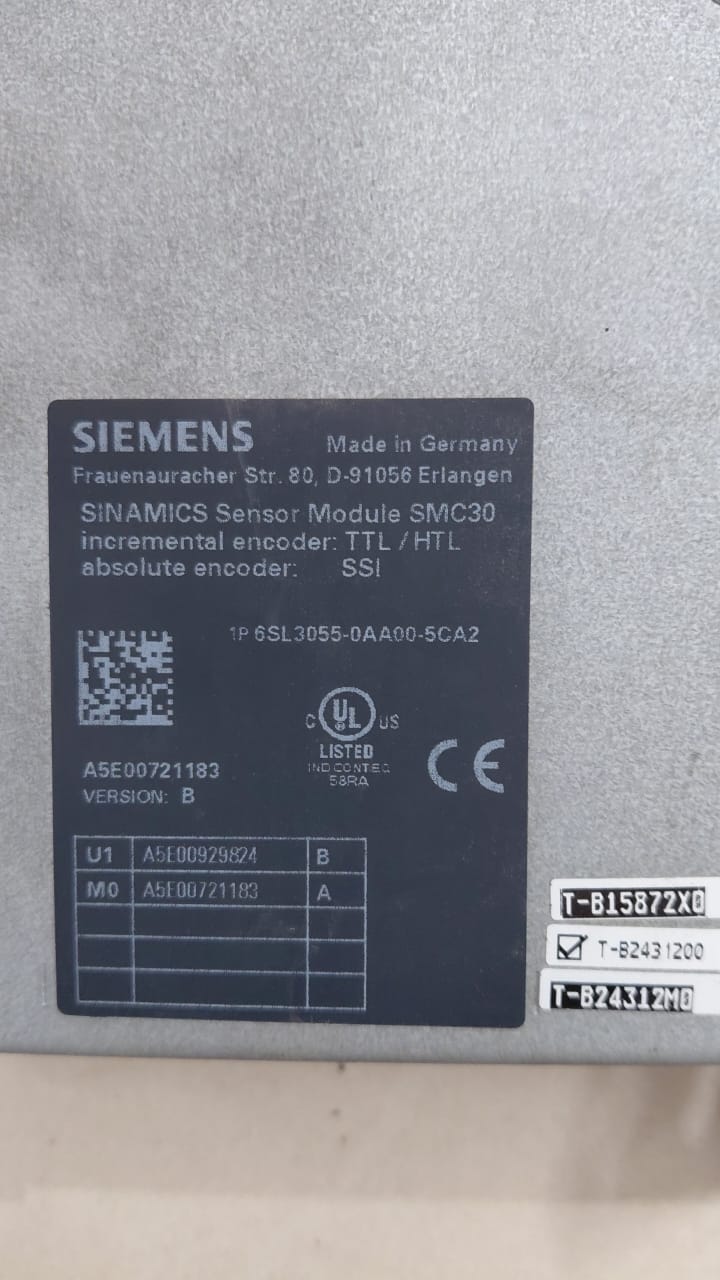 SIEMENS
Made in Germany
Frauenauracher Str. 80, D-91056 Erlangen
SINAMICS Sensor Module SMC30
incremental encoder: TTL / HTL
absolute encoder: SSI
1P 6SL3055-0AA00-5CA2
C UL US
LISTED
IND.CONT.EQ
58RA
CE
A5E00721183
VERSION: B
U1 A5E00929824 B
M0 A5E00721183 A
T-B15872X0
T-B2431200
T-B24312M0